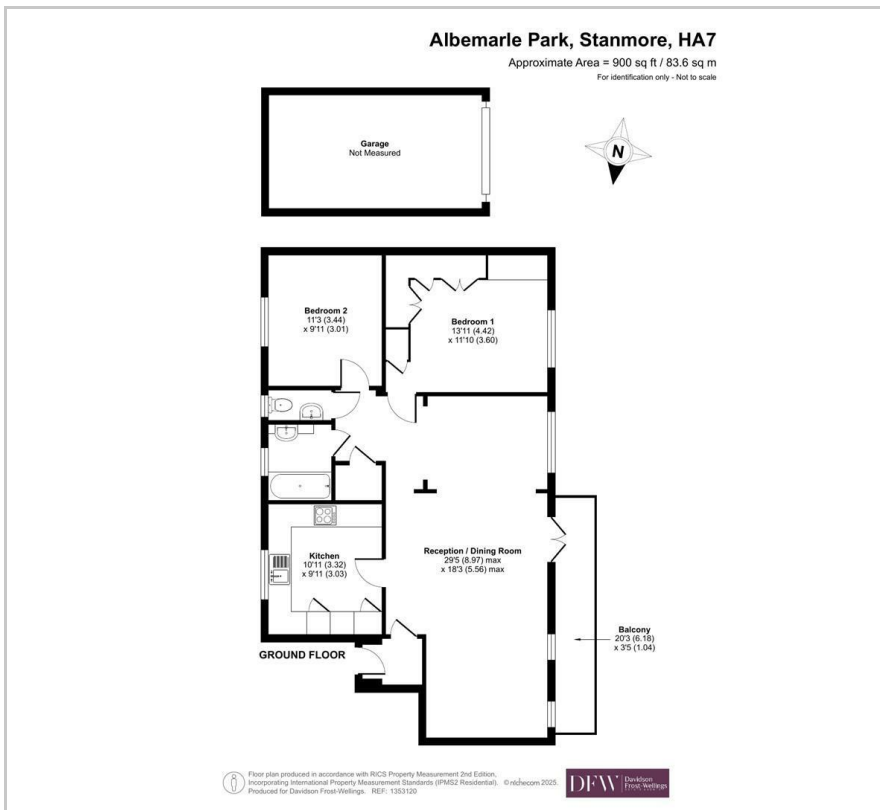 Albemarle Park, Stanmore, HA7
Approximate Area = 900 sq ft / 83.6 sq m
For identification only - Not to scale
Garage
Not Measured
N
Bedroom 2
11'3 (3.44)
x 9'11 (3.01)
Bedroom 1
13'11 (4.42)
x 11'10 (3.60)
Kitchen
10'11 (3.32)
x 9'11 (3.03)
Reception / Dining Room
29'5 (8.97) max
x 18'3 (5.56) max
Balcony
20'3 (6.18)
x 3'5 (1.04)
GROUND FLOOR
Floor plan produced in accordance with RICS Property Measurement 2nd Edition,
Incorporating International Property Measurement Standards (IPMS2 Residential). © nichecom 2025.
Produced for Davidson Frost-Wellings. REF: 1353120
DFW
Davidson
Frost-Wellings